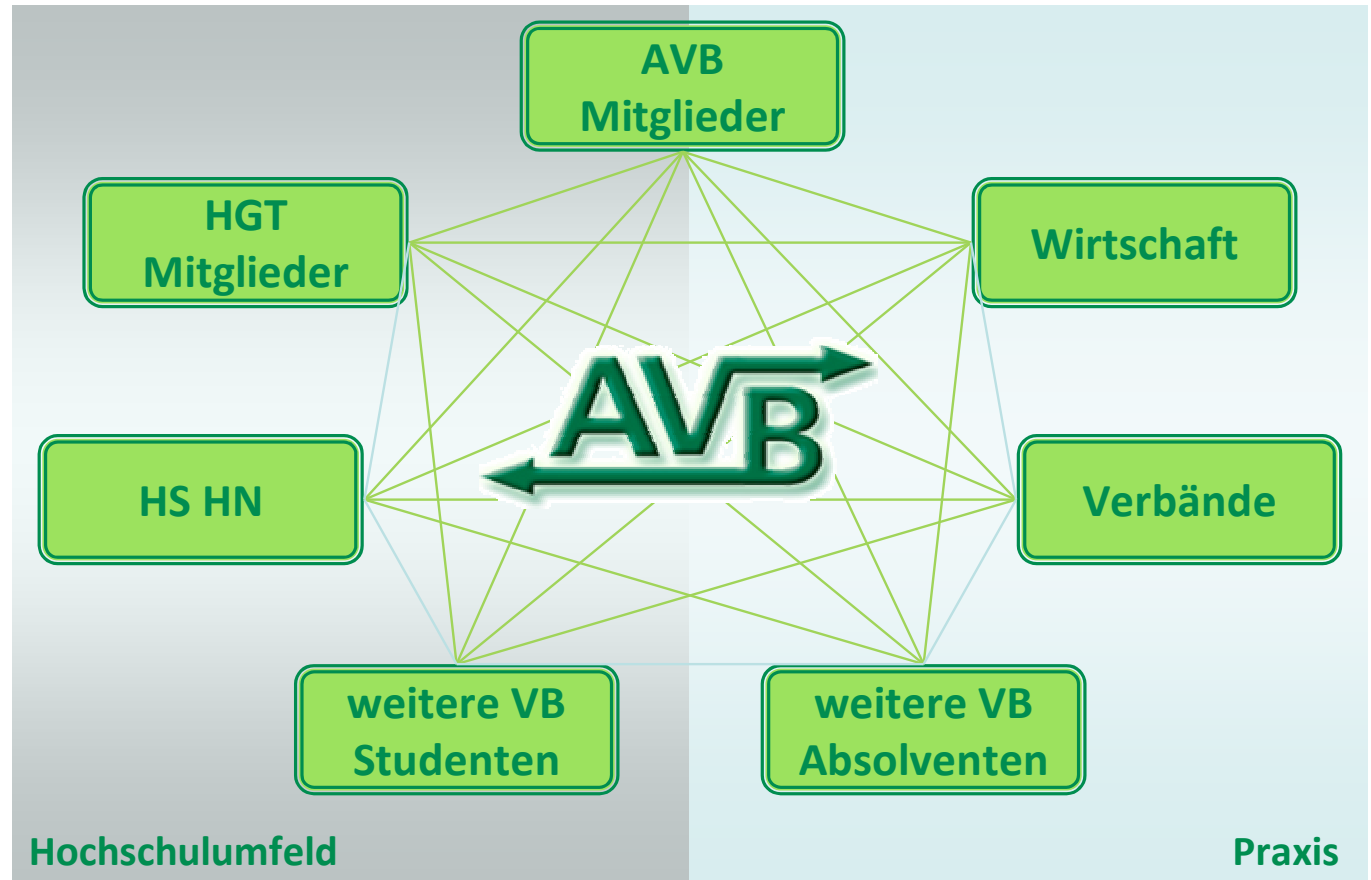 AVB
Mitglieder
HGT
Mitglieder
Wirtschaft
AVB
HS HN
Verbände
weitere VB
Studenten
weitere VB
Absolventen
Hochschulumfeld
Praxis